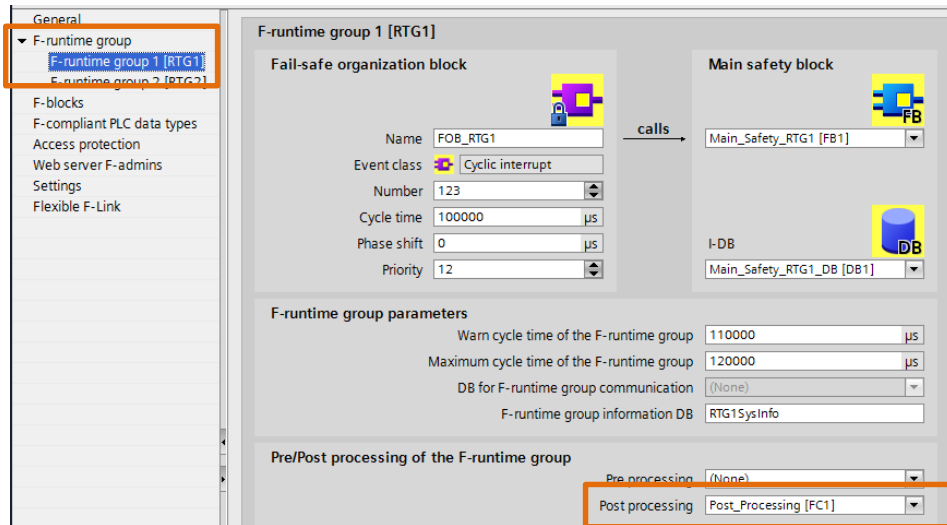 General
F-runtime group
F-runtime group 1 [RTG1]
F-runtime group 2 [RTG2]
F-blocks
F-compliant PLC data types
Access protection
Web server F-admins
Settings
Flexible F-Link
F-runtime group 1 [RTG1]
Fail-safe organization block
Name FOB_RTG1
Event class Cyclic interrupt
Number 123
Cycle time 100000 µs
Phase shift 0 µs
Priority 12
calls
Main safety block
FB
Main_Safety_RTG1 [FB1]
DB
I-DB
Main_Safety_RTG1_DB [DB1]
F-runtime group parameters
Warn cycle time of the F-runtime group 110000 µs
Maximum cycle time of the F-runtime group 120000 µs
DB for F-runtime group communication (None)
F-runtime group information DB RTG1SysInfo
Pre/Post processing of the F-runtime group
Pre processing (None)
Post processing Post_Processing [FC1]